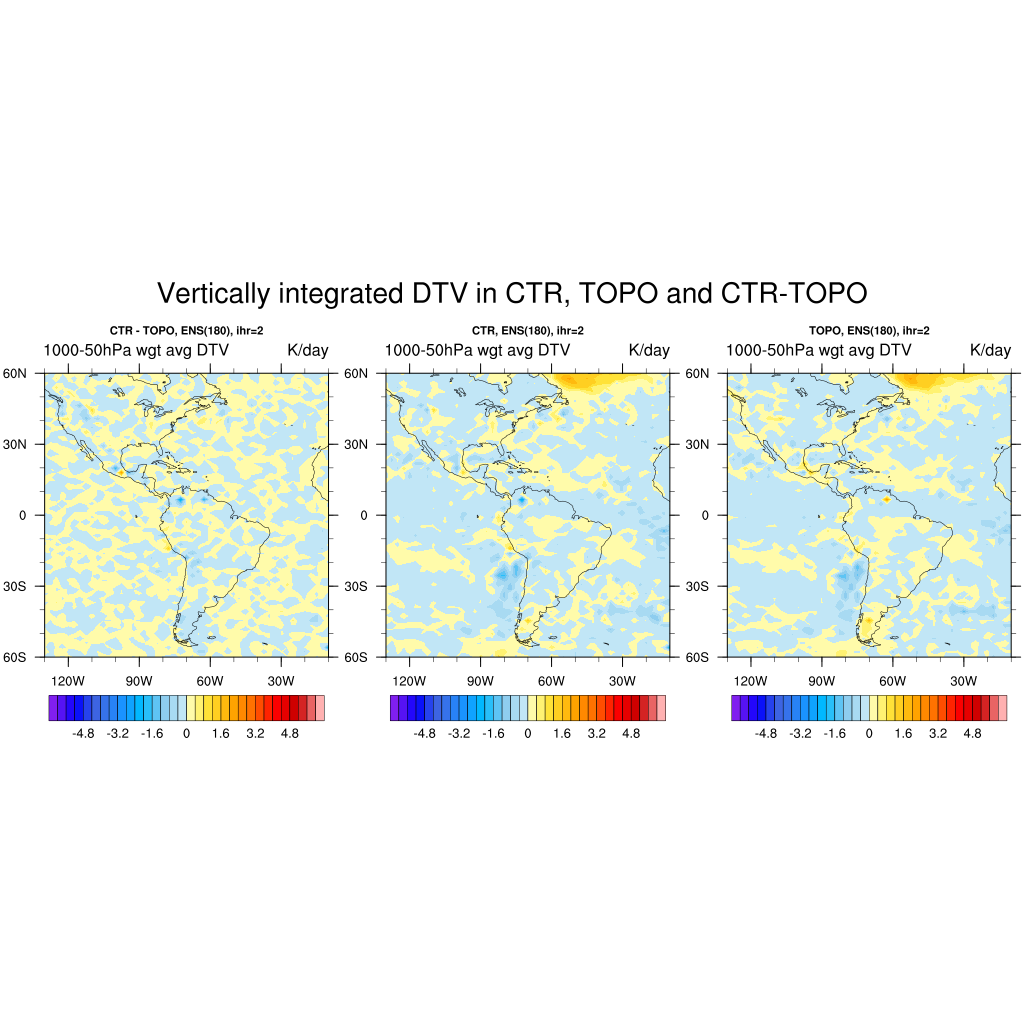 Vertically integrated DTV in CTR, TOPO and CTR-TOPO
CTR - TOPO, ENS(180), ihr=2
1000-50hPa wgt avg DTV K/day
60N
30N
0
30S
60S
120W 90W 60W 30W
-4.8 -3.2 -1.6 0 1.6 3.2 4.8
CTR, ENS(180), ihr=2
1000-50hPa wgt avg DTV K/day
60N
30N
0
30S
60S
120W 90W 60W 30W
-4.8 -3.2 -1.6 0 1.6 3.2 4.8
TOPO, ENS(180), ihr=2
1000-50hPa wgt avg DTV K/day
60N
30N
0
30S
60S
120W 90W 60W 30W
-4.8 -3.2 -1.6 0 1.6 3.2 4.8